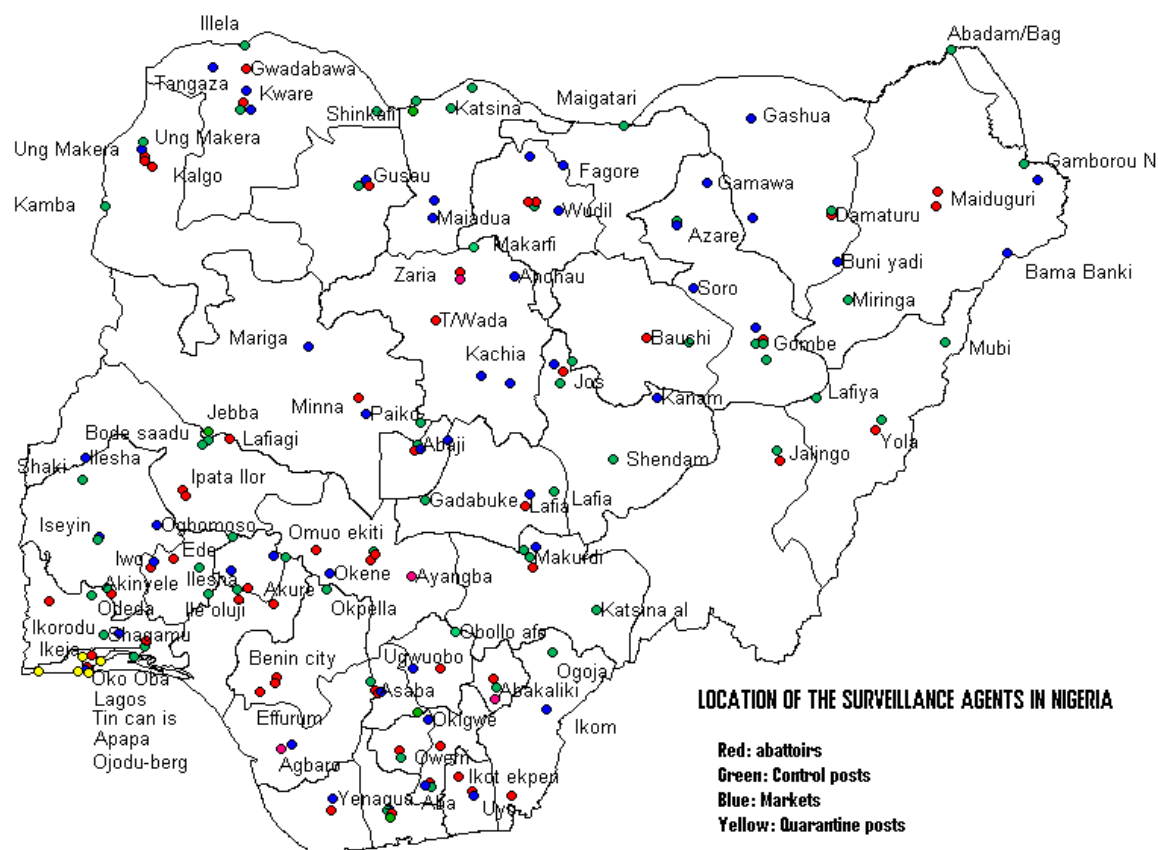 Illela
Abadam/Bag
Gwadabawa
Tangaza
Kware
Shinkafi
Katsina
Maigatari
Gashua
Ung Makera
Ung Makera
Kalgo
Gusau
Fagore
Gamawa
Gamborou N
Maiduguri
Kamba
Maiadua
Wudil
Damaturu
Azare
Makarfi
Buni yadi
Bama Banki
Zaria
Anchau
Soro
Miringa
T/Wada
Mariga
Baushi
Gombe
Mubi
Kachia
Jos
Kanam
Lafiya
Minna
Paiko
Jebba
Bode saadu
Lafiagi
Abaji
Yola
Jalingo
Shaki
Ilesha
Shendam
Ipata Ilor
Gadabuke
Lafia
Lafia
Iseyin
Ogbomoso
Omuo ekiti
Makurdi
Iwo
Ede
Ilesha
Okene
Ayangba
Akinyele
Akure
Odeda
Ile oluji
Okpella
Katsina al
Ikorodu
Shagamu
Obollo afo
Ikeja
Benin city
Ugwuobo
Ogoja
Oko Oba
Lagos
Asaba
Abakaliki
Tin can is
Effurum
Okigwe
Ikom
Apapa
Ojodu-berg
Agbaro
Owerri
Ikot ekpen
Yenagua
Aba
Uyo
LOCATION OF THE SURVEILLANCE AGENTS IN NIGERIA
Red: abattoirs
Green: Control posts
Blue: Markets
Yellow: Quarantine posts